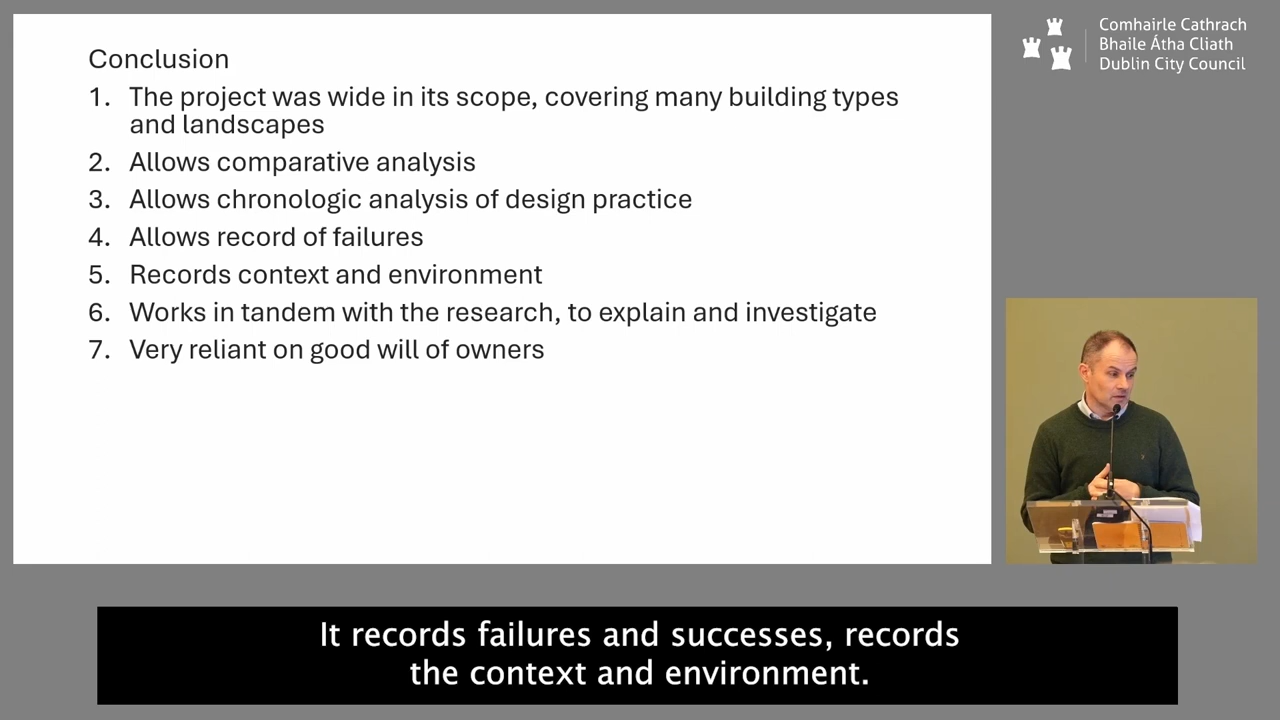 Conclusion
1. The project was wide in its scope, covering many building types
and landscapes
2. Allows comparative analysis
3. Allows chronologic analysis of design practice
4. Allows record of failures
5. Records context and environment
6. Works in tandem with the research, to explain and investigate
7. Very reliant on good will of owners
Comhairle Cathrach
Bhaile Átha Cliath
Dublin City Council
It records failures and successes, records
the context and environment.